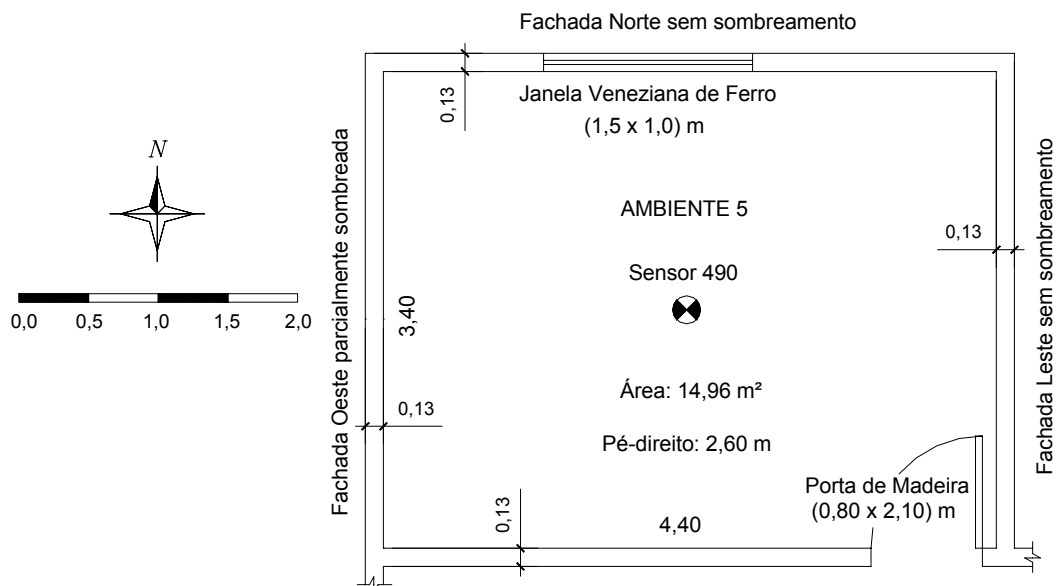 Fachada Norte sem sombreamento
0,13
Janela Veneziana de Ferro
(1,5 x 1,0) m
N
AMBIENTE 5
0,13
Sensor 490
0,0 0,5 1,0 1,5 2,0
3,40
Fachada Oeste parcialmente sombreada
Fachada Leste sem sombreamento
Área: 14,96 m²
0,13
Pé-direito: 2,60 m
Porta de Madeira
(0,80 x 2,10) m
0,13
4,40